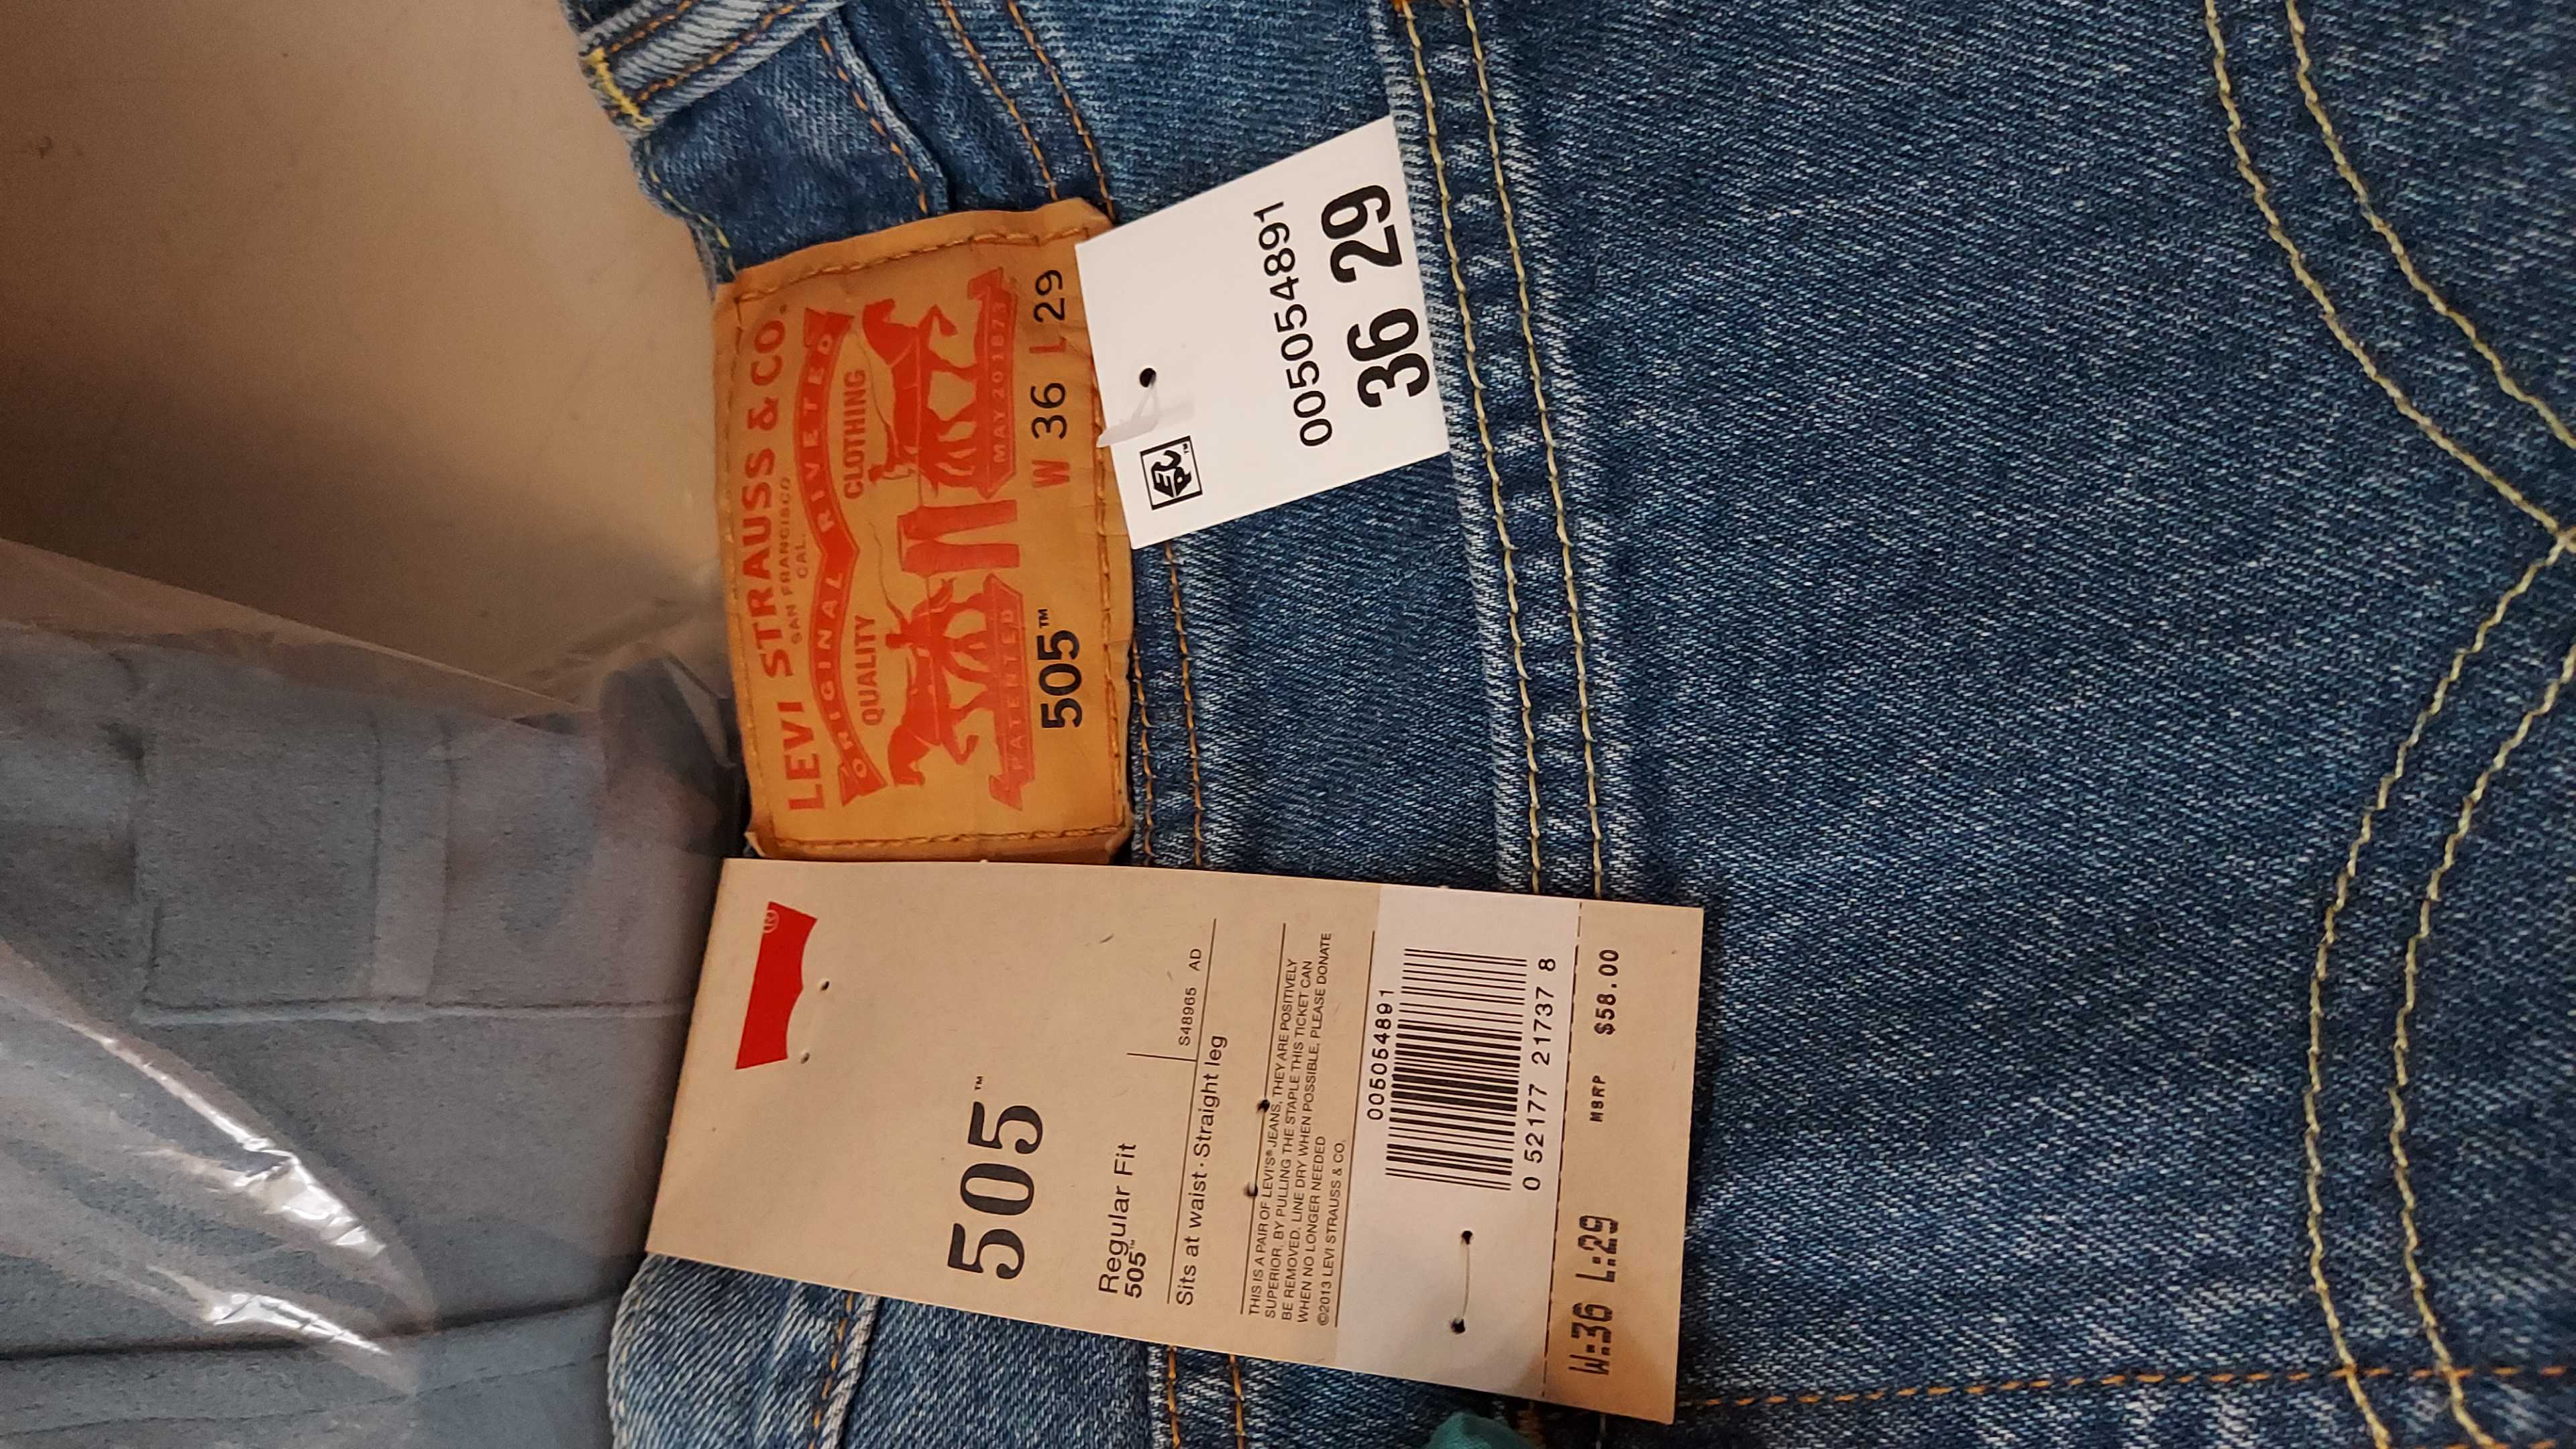 LEVI STRAUSS & CO.
SAN FRANCISCO
CAL.
ORIGINAL RIVETED
QUALITY CLOTHING
PATENTED MAY 20 1873
505™ W 36 L 29
EPC™
005054891
36 29
®
505™
Regular Fit
505™
S48965 AD
Sits at waist · Straight leg
THIS IS A PAIR OF LEVI'S® JEANS, THEY ARE POSITIVELY
SUPERIOR. BY PULLING THE STAPLE THIS TICKET CAN
BE REMOVED. LINE DRY WHEN POSSIBLE. PLEASE DONATE
WHEN NO LONGER NEEDED
©2013 LEVI STRAUSS & CO.
005054891
0 52177 21737 8
MSRP $58.00
W:36 L:29